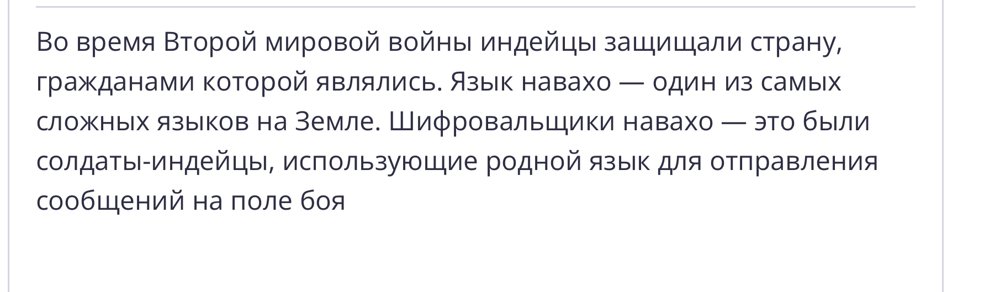 Во время Второй мировой войны индейцы защищали страну,
гражданами которой являлись. Язык навахо — один из самых
сложных языков на Земле. Шифровальщики навахо — это были
солдаты-индейцы, использующие родной язык для отправления
сообщений на поле боя